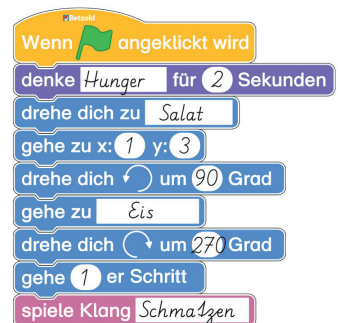 Betzold
Wenn angeklickt wird
denke Hunger für 2 Sekunden
drehe dich zu Salat
gehe zu x: 1 y: 3
drehe dich um 90 Grad
gehe zu Eis
drehe dich um 270 Grad
gehe 1 er Schritt
spiele Klang Schmatzen